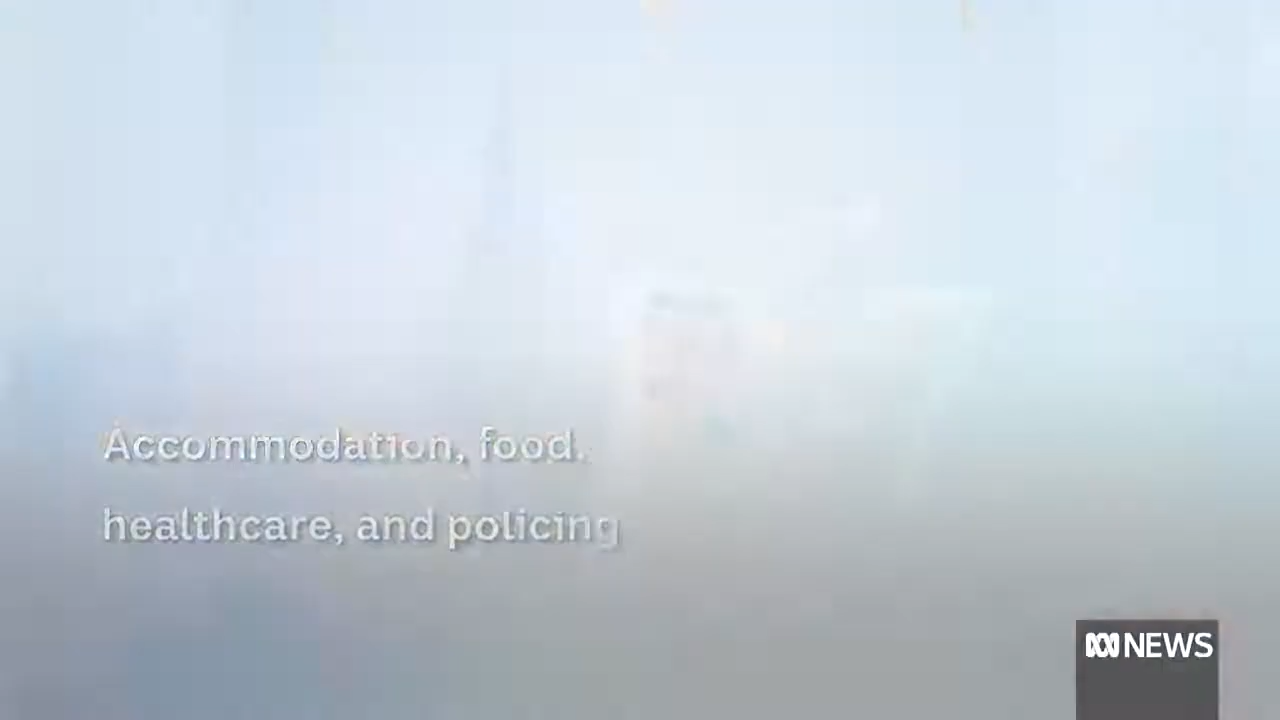 Accommodation, food.
healthcare, and policing
NEWS